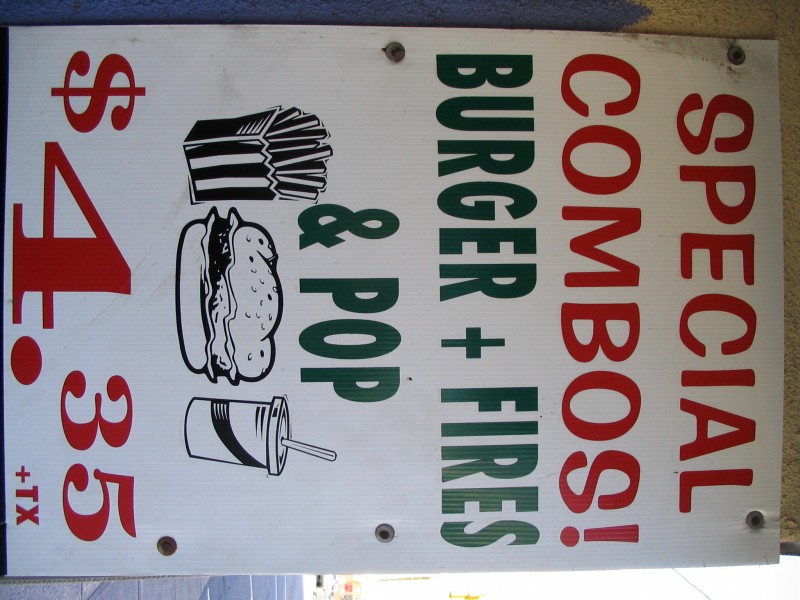 SPECIAL
COMBOS!
BURGER + FIRES
& POP
$4.35
+TX